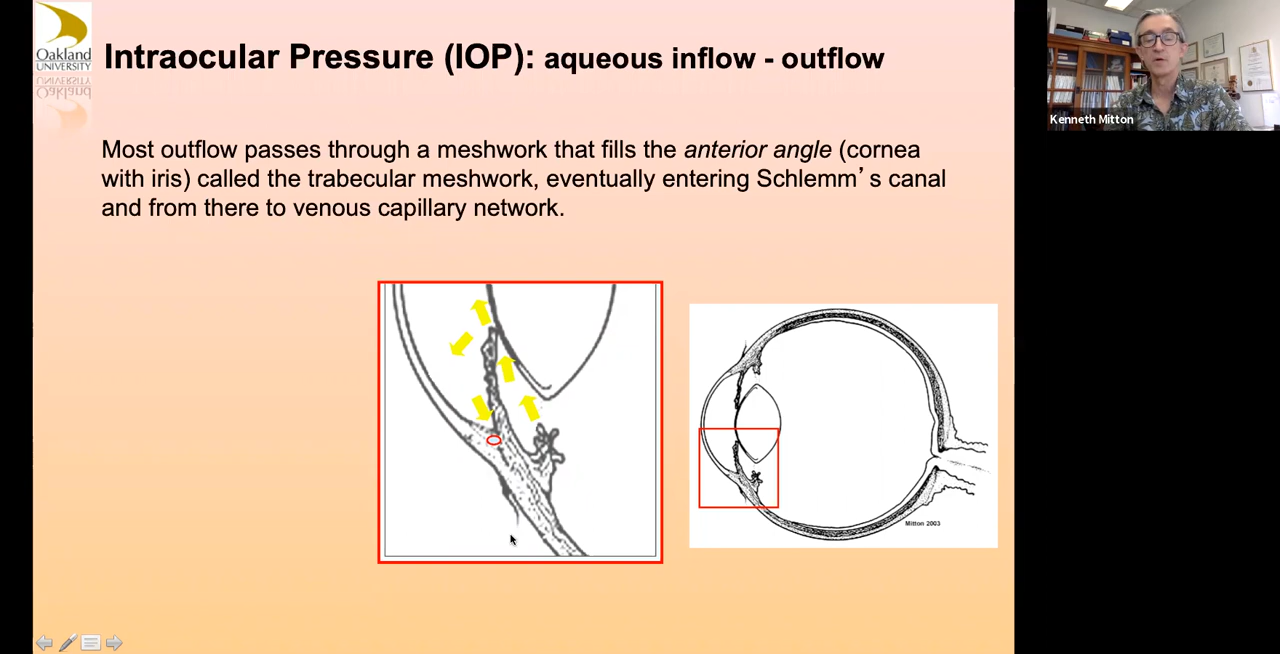 Oakland
UNIVERSITY
Intraocular Pressure (IOP): aqueous inflow - outflow
Kenneth Mitton
Most outflow passes through a meshwork that fills the anterior angle (cornea
with iris) called the trabecular meshwork, eventually entering Schlemm’s canal
and from there to venous capillary network.
Mitton 2003